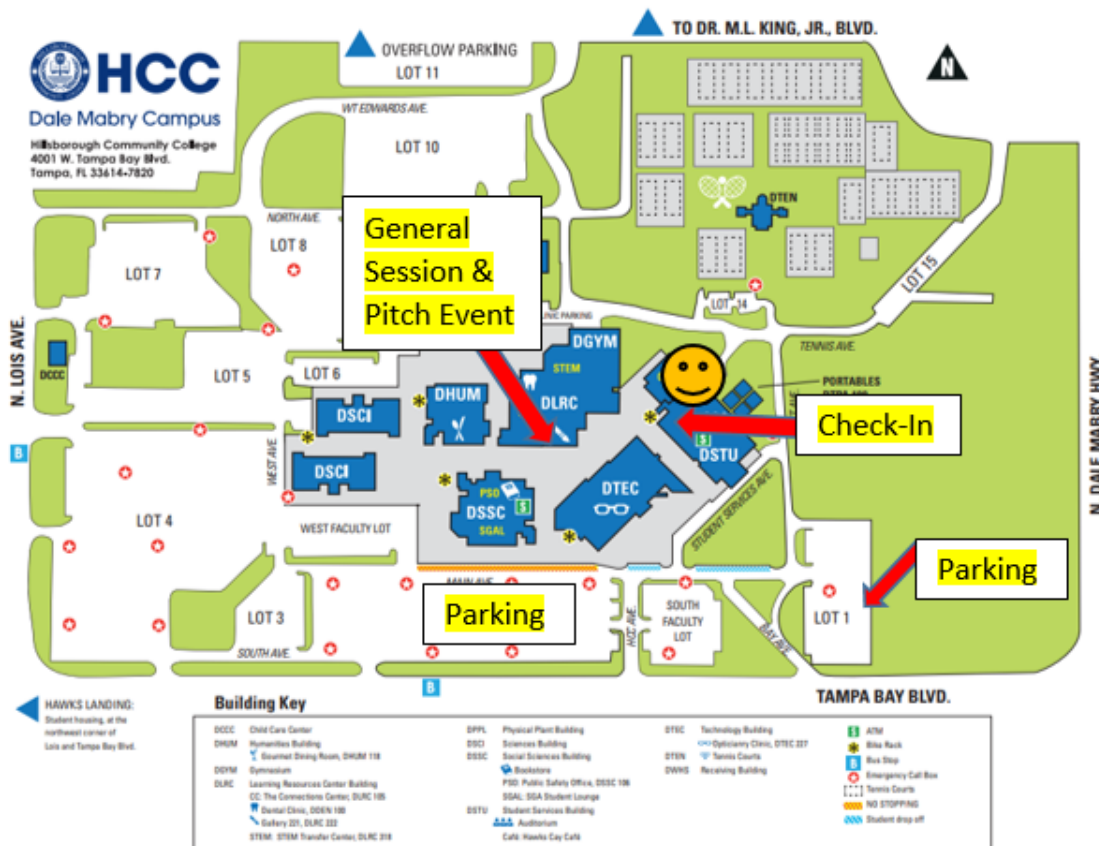 OVERFLOW PARKING
LOT 11
TO DR. M.L. KING, JR., BLVD.
N
HCC
Dale Mabry Campus
Hillsborough Community College
4001 W. Tampa Bay Blvd.
Tampa, FL 33614-7820
WT EDWARDS AVE.
LOT 10
NORTH AVE.
LOT 8
LOT 7
General
Session &
Pitch Event
DTEN
LOT 15
LOT 14
PARKING
TENNIS AVE.
N. LOIS AVE.
DCCC
LOT 5
LOT 6
DGYM
STEM
DHUM
DLRC
DSCI
PORTABLES
Check-In
DSTU
$
N. DALE MABRY HWY
B
WEST AVE.
DSCI
PSO
DSSC
$
SGAL
DTEC
STUDENT SERVICES AVE.
LOT 4
WEST FACULTY LOT
MAIN AVE.
Parking
Parking
LOT 3
SOUTH AVE.
HCC AVE.
SOUTH
FACULTY
LOT
BAY AVE.
LOT 1
B
TAMPA BAY BLVD.
HAWKS LANDING:
Student housing, at the
northwest corner of
Lois and Tampa Bay Blvd.
Building Key
DCCC Child Care Center
DHUM Humanities Building
Gourmet Dining Room, DHUM 118
DGYM Gymnasium
DLRC Learning Resources Center Building
CC: The Connections Center, DLRC 105
Dental Clinic, DDEN 100
Gallery 221, DLRC 222
STEM: STEM Transfer Center, DLRC 318
DPPL Physical Plant Building
DSCI Sciences Building
DSSC Social Sciences Building
Bookstore
PSO: Public Safety Office, DSSC 106
SGAL: SGA Student Lounge
DSTU Student Services Building
Auditorium
Café: Hawks Cay Café
DTEC Technology Building
Opticianry Clinic, DTEC 227
DTEN Tennis Courts
DWHS Receiving Building
$ ATM
Bike Rack
B Bus Stop
Emergency Call Box
Tennis Courts
NO STOPPING
Student drop off